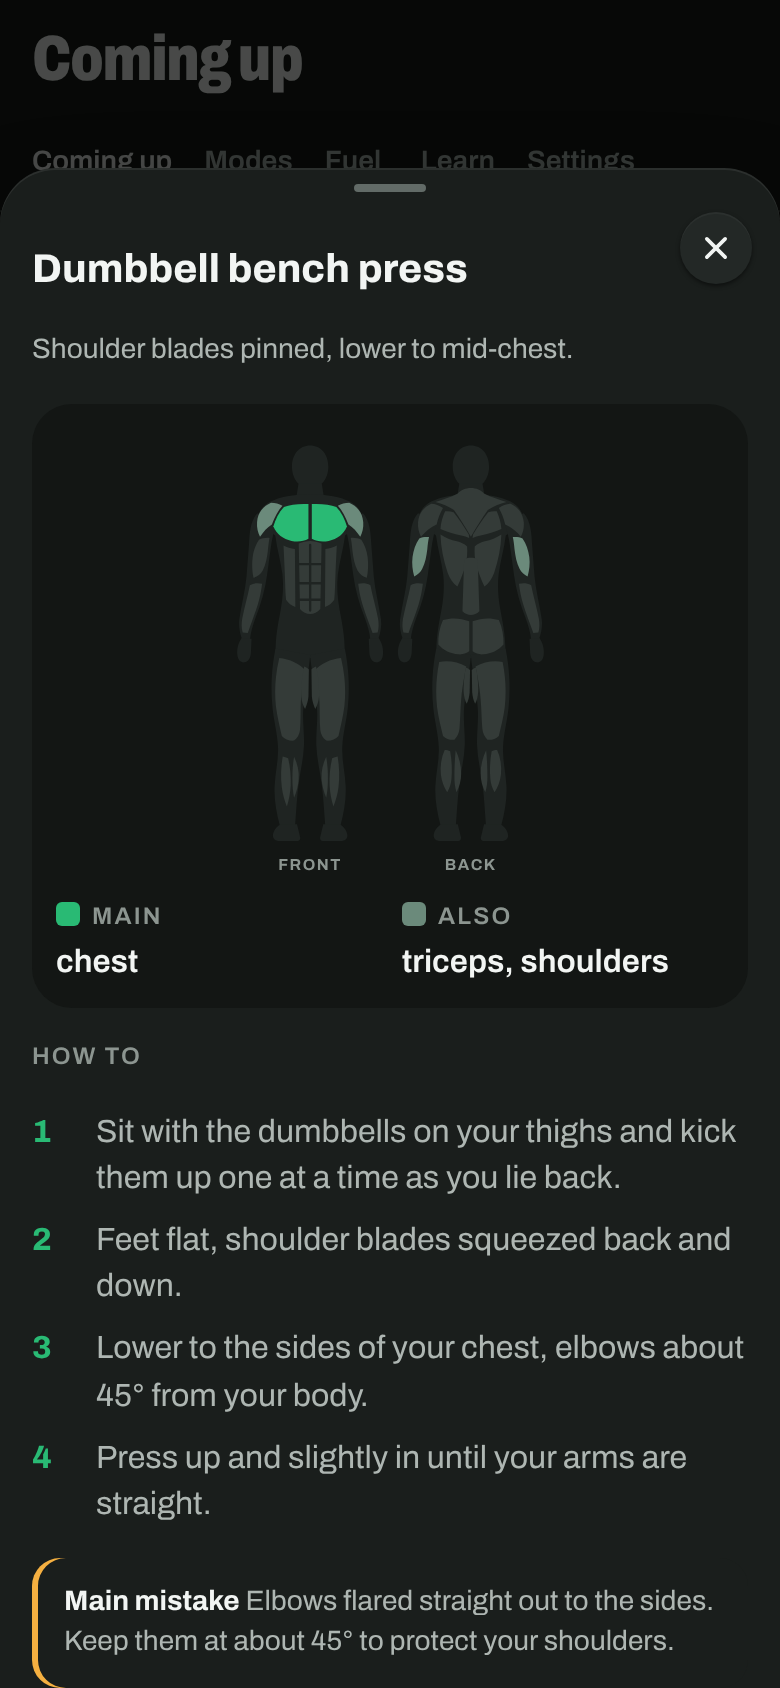 Coming up
Coming up Modes Fuel Learn Settings
Dumbbell bench press
Shoulder blades pinned, lower to mid-chest.
FRONT BACK
MAIN ALSO
chest triceps, shoulders
HOW TO
1 Sit with the dumbbells on your thighs and kick
them up one at a time as you lie back.
2 Feet flat, shoulder blades squeezed back and
down.
3 Lower to the sides of your chest, elbows about
45° from your body.
4 Press up and slightly in until your arms are
straight.
Main mistake Elbows flared straight out to the sides.
Keep them at about 45° to protect your shoulders.